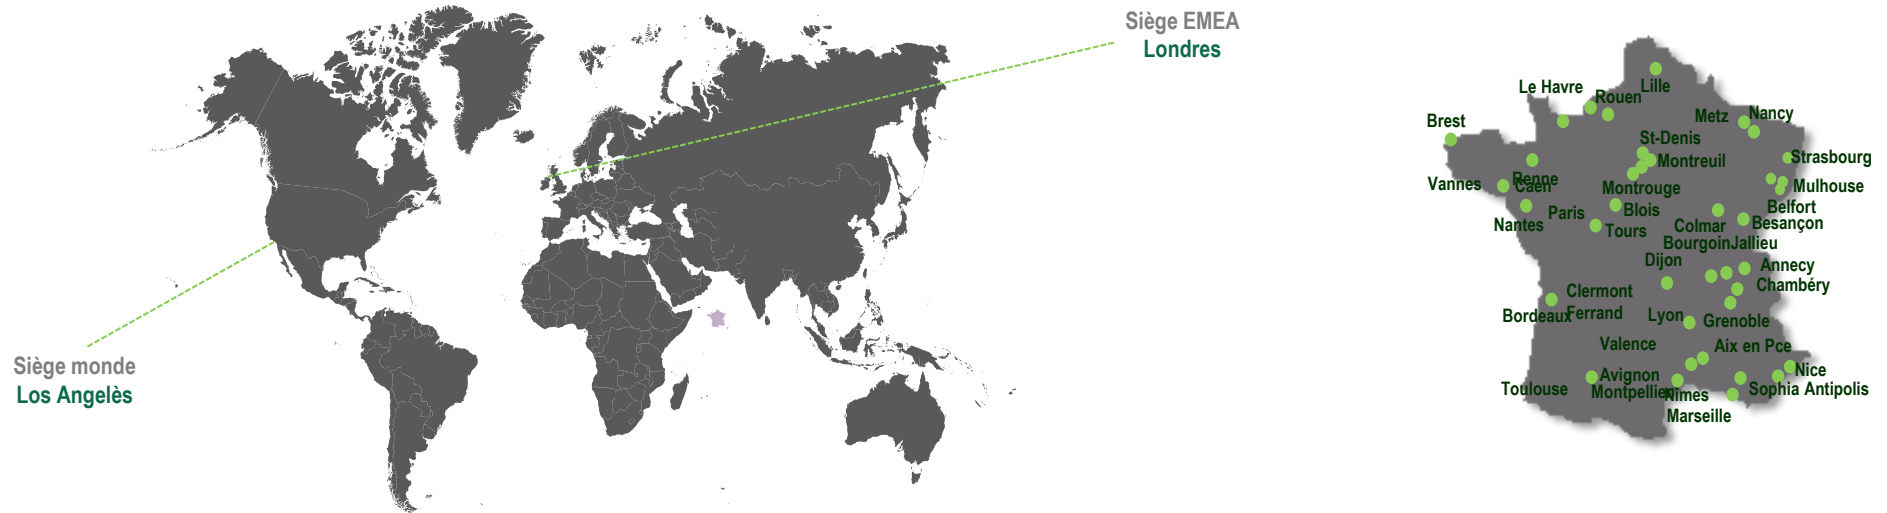 Siège EMEA
Londres
Siège monde
Los Angelès
Lille
Le Havre
Rouen
Metz
Nancy
Brest
St-Denis
Montreuil
Strasbourg
Vannes
Renne
Caen
Montrouge
Mulhouse
Nantes
Paris
Blois
Belfort
Tours
Colmar
Besançon
BourgoinJallieu
Dijon
Annecy
Clermont
Ferrand
Chambéry
Bordeaux
Lyon
Grenoble
Valence
Aix en Pce
Nice
Toulouse
Avignon
Montpellier
Nîmes
Sophia Antipolis
Marseille